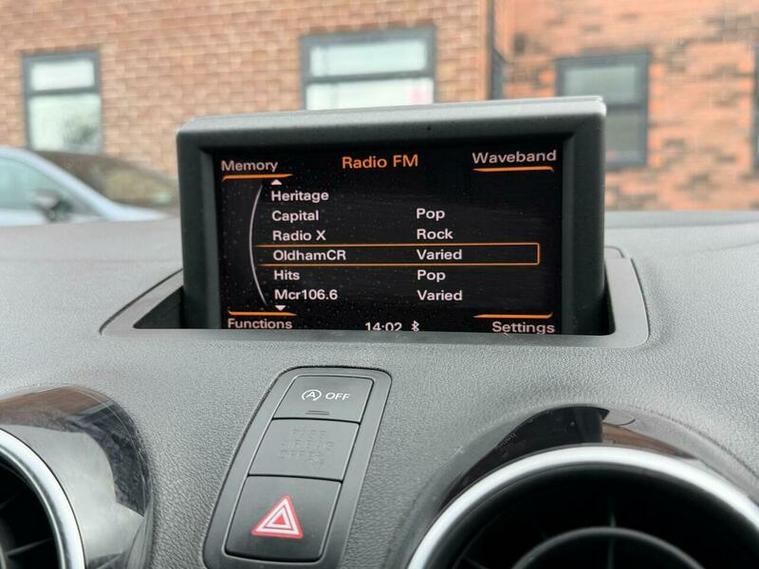 Memory Radio FM Waveband
Heritage
Capital Pop
Radio X Rock
OldhamCR Varied
Hits Pop
Mcr106.6 Varied
Functions 14:02 Settings
A OFF